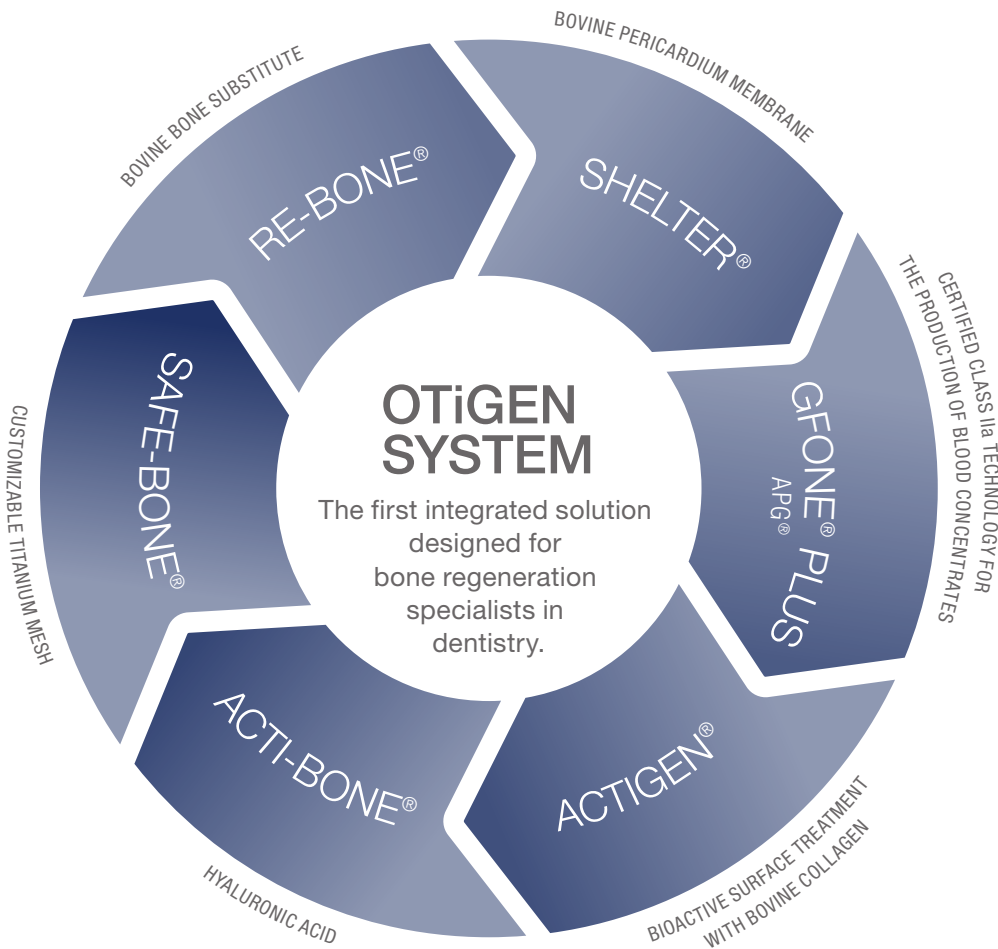 OTiGEN
SYSTEM
The first integrated solution
designed for
bone regeneration
specialists in
dentistry.
BOVINE BONE SUBSTITUTE
RE-BONE®
BOVINE PERICARDIUM MEMBRANE
SHELTER®
CERTIFIED CLASS IIa TECHNOLOGY FOR
THE PRODUCTION OF BLOOD CONCENTRATES
GFONE® PLUS
APG®
BIOACTIVE SURFACE TREATMENT
WITH BOVINE COLLAGEN
ACTIGEN®
HYALURONIC ACID
ACTI-BONE®
CUSTOMIZABLE TITANIUM MESH
SAFE-BONE®